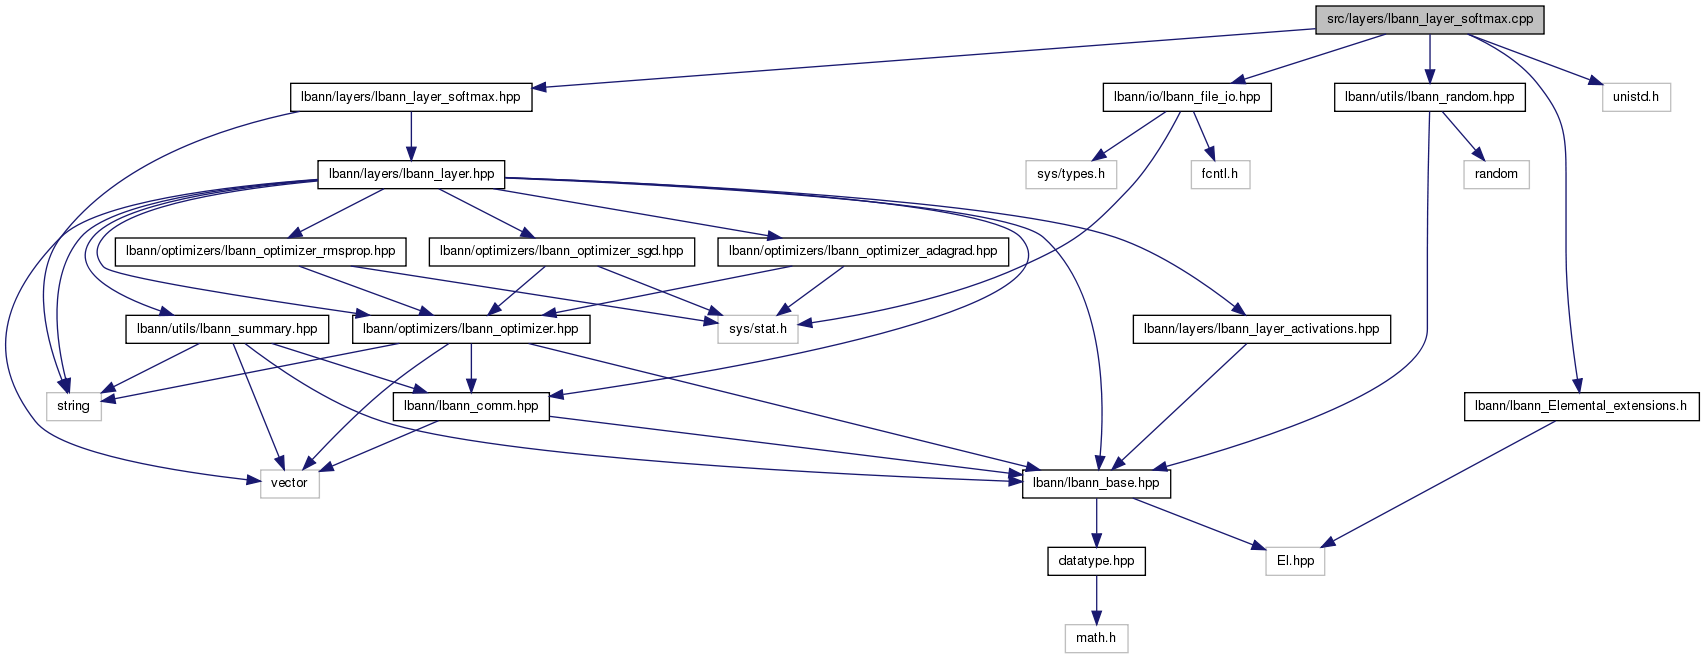 src/layers/lbann_layer_softmax.cpp
lbann/layers/lbann_layer_softmax.hpp
lbann/io/lbann_file_io.hpp
lbann/utils/lbann_random.hpp
unistd.h
lbann/layers/lbann_layer.hpp
sys/types.h
fcntl.h
random
lbann/optimizers/lbann_optimizer_rmsprop.hpp
lbann/optimizers/lbann_optimizer_sgd.hpp
lbann/optimizers/lbann_optimizer_adagrad.hpp
lbann/utils/lbann_summary.hpp
lbann/optimizers/lbann_optimizer.hpp
sys/stat.h
lbann/layers/lbann_layer_activations.hpp
string
lbann/lbann_comm.hpp
lbann/lbann_Elemental_extensions.h
vector
lbann/lbann_base.hpp
datatype.hpp
El.hpp
math.h